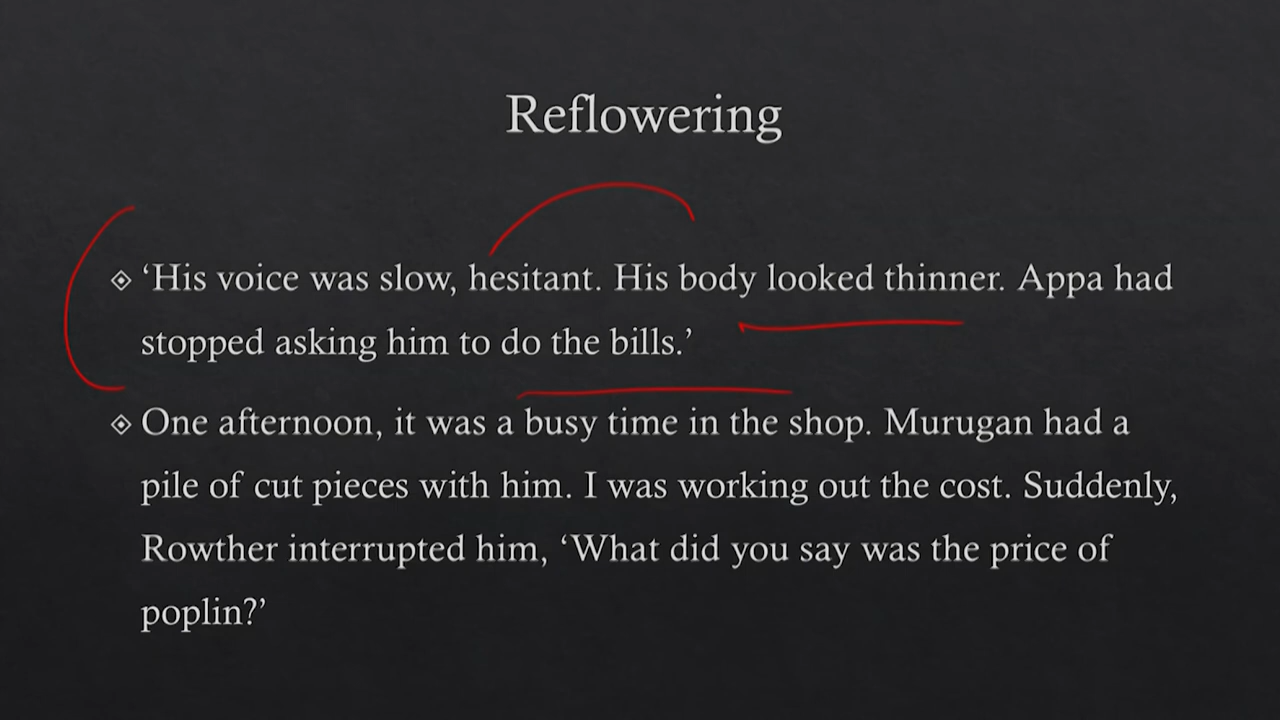 Reflowering
‘His voice was slow, hesitant. His body looked thinner. Appa had
stopped asking him to do the bills.’
One afternoon, it was a busy time in the shop. Murugan had a
pile of cut pieces with him. I was working out the cost. Suddenly,
Rowther interrupted him, ‘What did you say was the price of
poplin?’